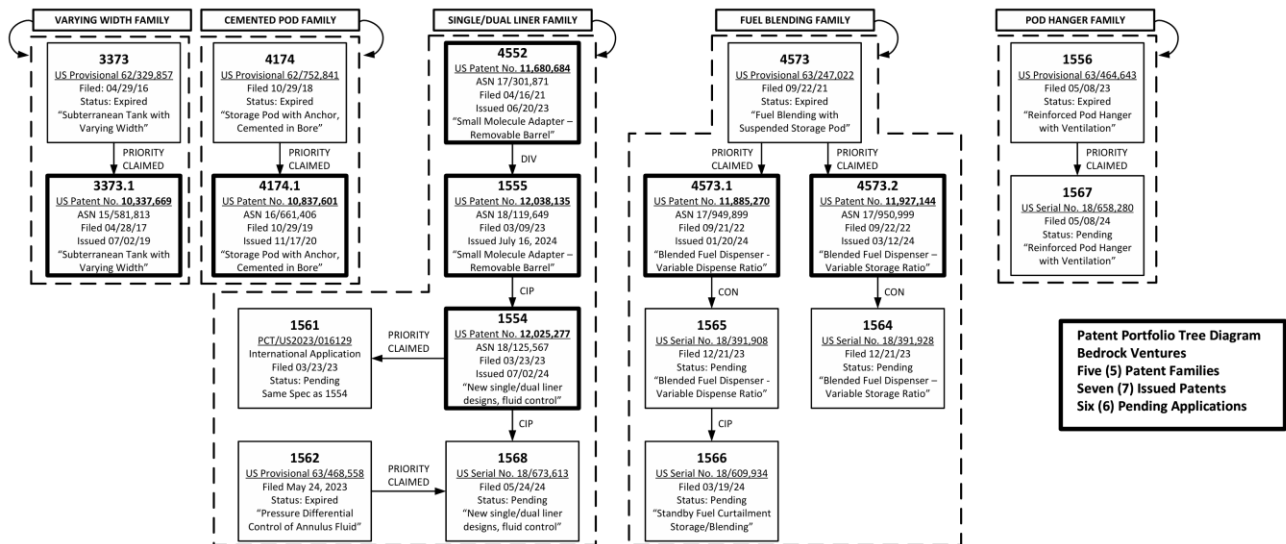 VARYING WIDTH FAMILY
3373
US Provisional 62/329,857
Filed: 04/29/16
Status: Expired
“Subterranean Tank with
Varying Width”
PRIORITY
CLAIMED
3373.1
US Patent No. 10,337,669
ASN 15/581,813
Filed 04/28/17
Issued 07/02/19
“Subterranean Tank with
Varying Width”
CEMENTED POD FAMILY
4174
US Provisional 62/752,841
Filed 10/29/18
Status: Expired
“Storage Pod with Anchor,
Cemented in Bore”
PRIORITY
CLAIMED
4174.1
US Patent No. 10,837,601
ASN 16/661,406
Filed 10/29/19
Issued 11/17/20
“Storage Pod with Anchor,
Cemented in Bore”
SINGLE/DUAL LINER FAMILY
4552
US Patent No. 11,680,684
ASN 17/301,871
Filed 04/16/21
Issued 06/20/23
“Small Molecule Adapter –
Removable Barrel”
DIV
1555
US Patent No. 12,038,135
ASN 18/119,649
Filed 03/09/23
Issued July 16, 2024
“Small Molecule Adapter –
Removable Barrel”
CIP
1554
US Patent No. 12,025,277
ASN 18/125,567
Filed 03/23/23
Issued 07/02/24
“New single/dual liner
designs, fluid control”
PRIORITY
CLAIMED
1561
PCT/US2023/016129
International Application
Filed 03/23/23
Status: Pending
Same Spec as 1554
CIP
1562
US Provisional 63/468,558
Filed May 24, 2023
Status: Expired
“Pressure Differential
Control of Annulus Fluid”
PRIORITY
CLAIMED
1568
US Serial No. 18/673,613
Filed 05/24/24
Status: Pending
“New single/dual liner
designs, fluid control”
FUEL BLENDING FAMILY
4573
US Provisional 63/247,022
Filed 09/22/21
Status: Expired
“Fuel Blending with
Suspended Storage Pod”
PRIORITY
CLAIMED
PRIORITY
CLAIMED
4573.1
US Patent No. 11,885,270
ASN 17/949,899
Filed 09/21/22
Issued 01/20/24
“Blended Fuel Dispenser -
Variable Dispense Ratio”
CON
1565
US Serial No. 18/391,908
Filed 12/21/23
Status: Pending
“Blended Fuel Dispenser -
Variable Dispense Ratio”
CIP
1566
US Serial No. 18/609,934
Filed 03/19/24
Status: Pending
“Standby Fuel Curtailment
Storage/Blending”
4573.2
US Patent No. 11,927,144
ASN 17/950,999
Filed 09/22/22
Issued 03/12/24
“Blended Fuel Dispenser –
Variable Storage Ratio”
CON
1564
US Serial No. 18/391,928
Filed 12/21/23
Status: Pending
“Blended Fuel Dispenser –
Variable Storage Ratio”
POD HANGER FAMILY
1556
US Provisional 63/464,643
Filed 05/08/23
Status: Expired
“Reinforced Pod Hanger
with Ventilation”
PRIORITY
CLAIMED
1567
US Serial No. 18/658,280
Filed 05/08/24
Status: Pending
“Reinforced Pod Hanger
with Ventilation”
Patent Portfolio Tree Diagram
Bedrock Ventures
Five (5) Patent Families
Seven (7) Issued Patents
Six (6) Pending Applications